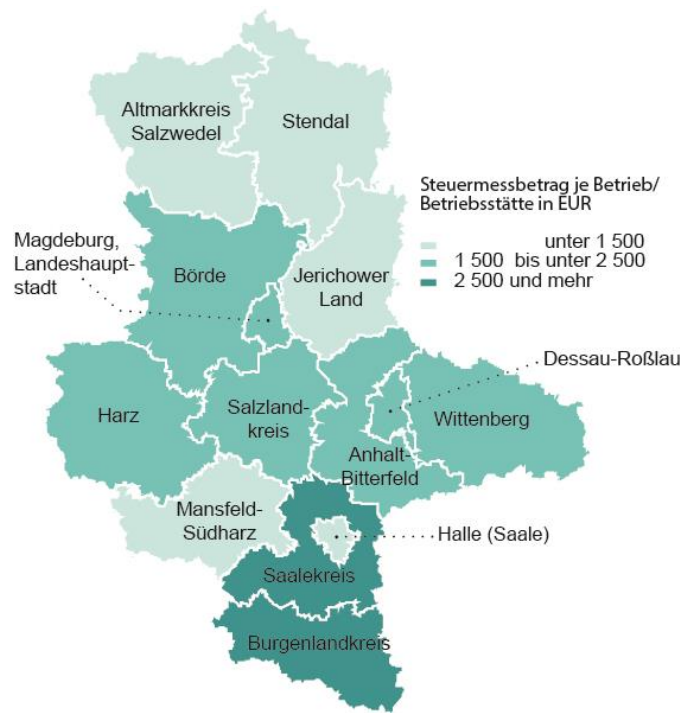 Altmarkkreis
Salzwedel
Stendal
Steuermessbetrag je Betrieb/
Betriebsstätte in EUR
unter 1 500
1 500 bis unter 2 500
2 500 und mehr
Magdeburg,
Landeshaupt-
stadt
Börde
Jerichower
Land
Dessau-Roßlau
Harz
Salzland-
kreis
Wittenberg
Anhalt-
Bitterfeld
Mansfeld-
Südharz
Halle (Saale)
Saalekreis
Burgenlandkreis